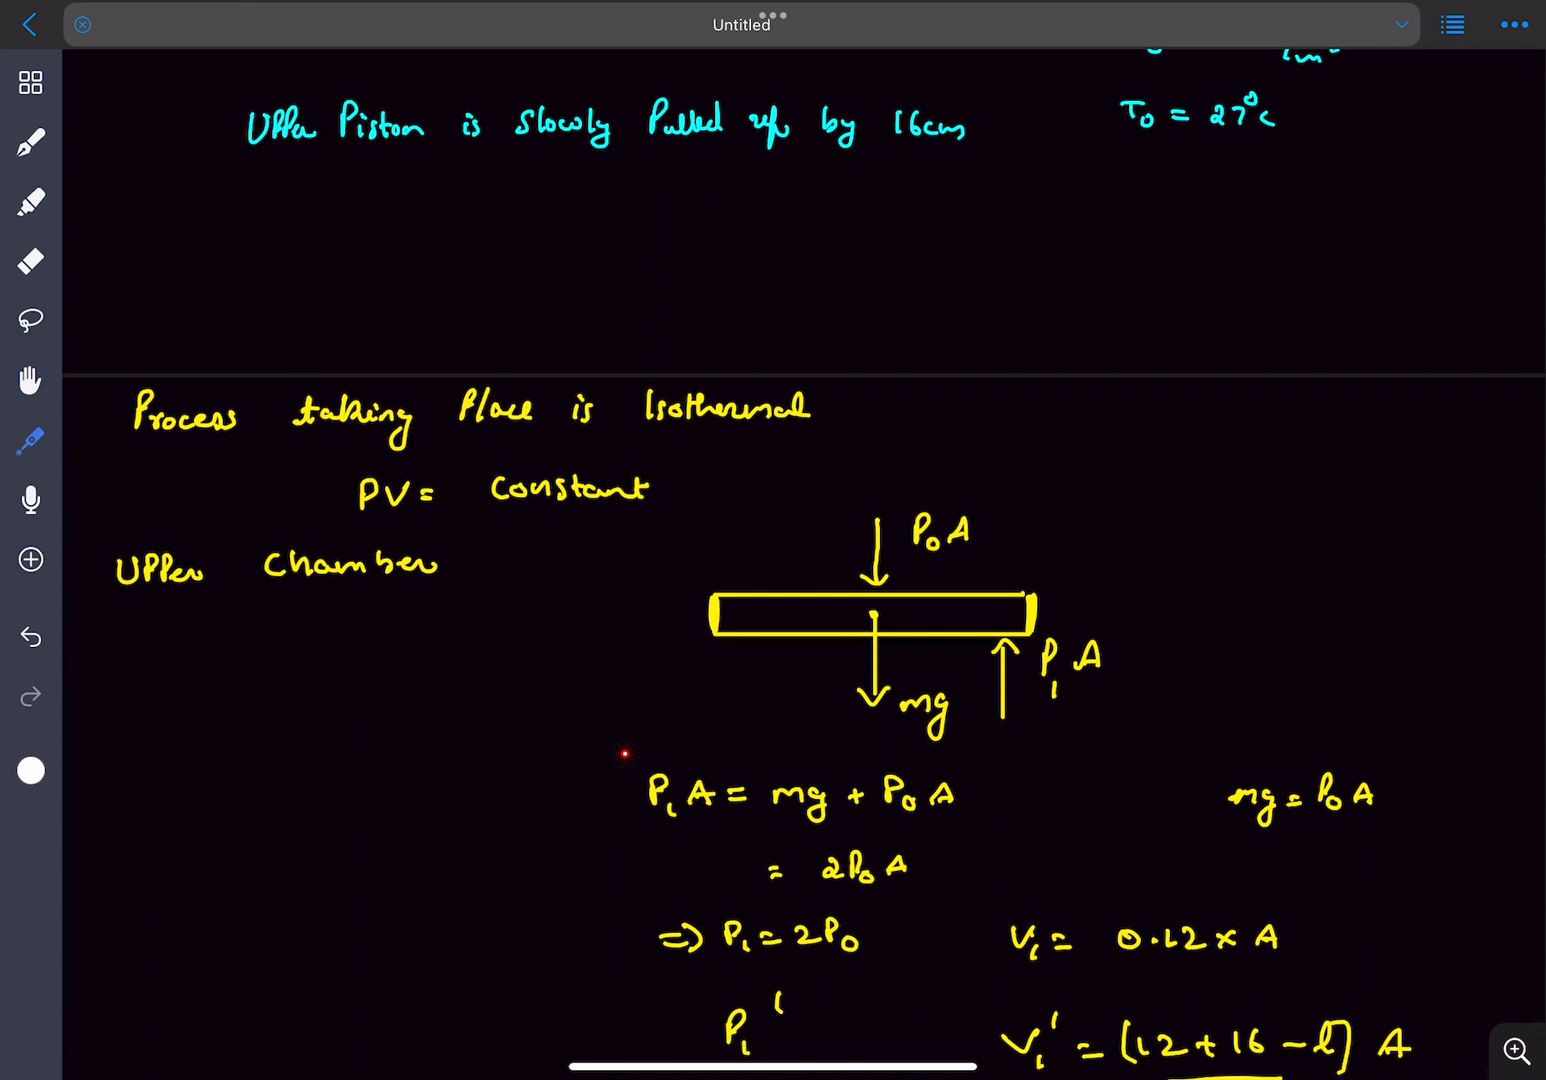 Untitled
Upper Piston is slowly Pulled up by 16cm
T₀ = 27°C
Process taking Place is Isothermal
PV = constant
Upper chamber
P₀A
P₁A
mg
P₁A = mg + P₀A
mg = P₀A
= 2P₀A
⇒ P₁ = 2P₀
V₁ = 0.12 × A
P₁'
V₁' = (12 + 16 - l) A